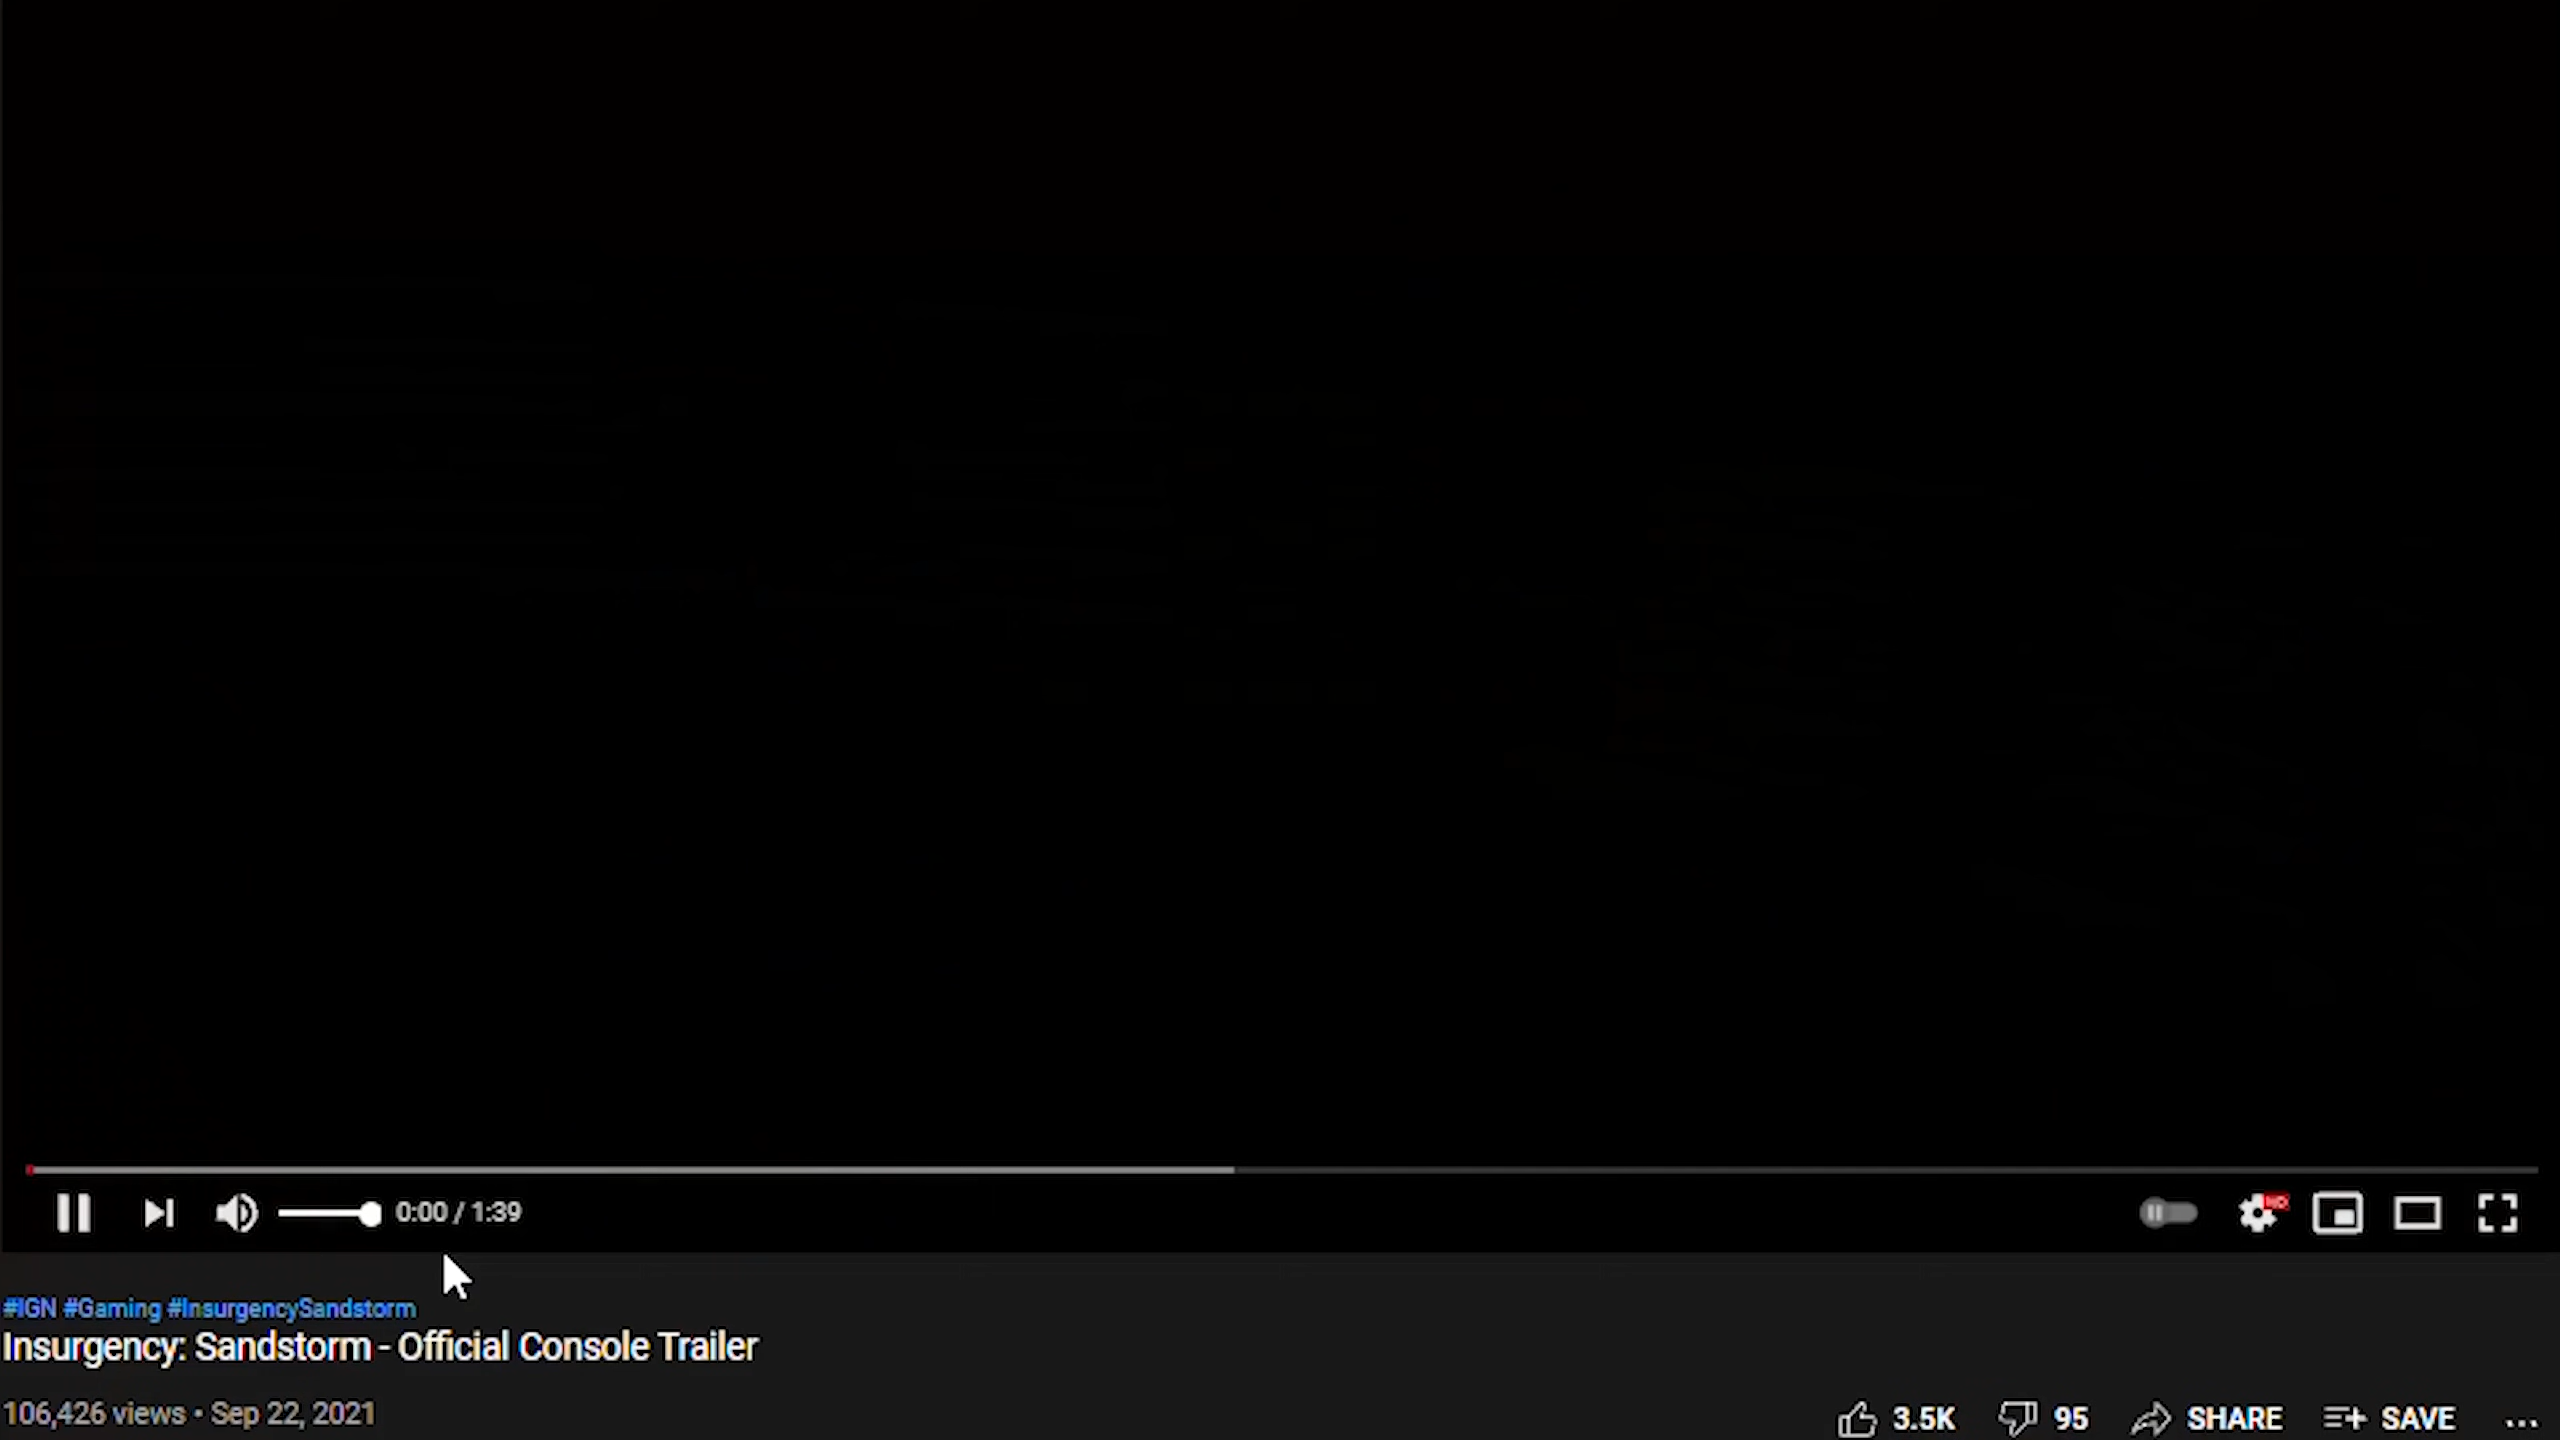 0:00 / 1:39
HD
#IGN #Gaming #InsurgencySandstorm
Insurgency: Sandstorm - Official Console Trailer
106,426 views • Sep 22, 2021
3.5K 95 SHARE SAVE ...